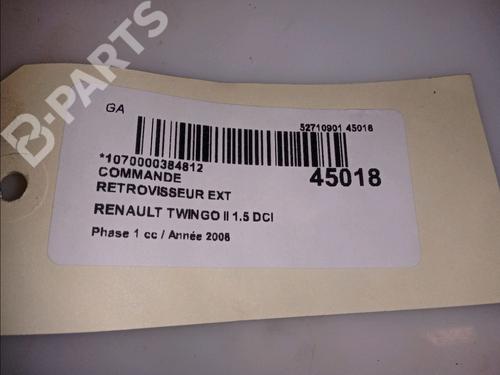 B-PARTS
GA
52710901 45018
*1070000384812
COMMANDE
RETROVISSEUR EXT
45018
RENAULT TWINGO II 1.5 DCI
Phase 1 cc / Année 2008